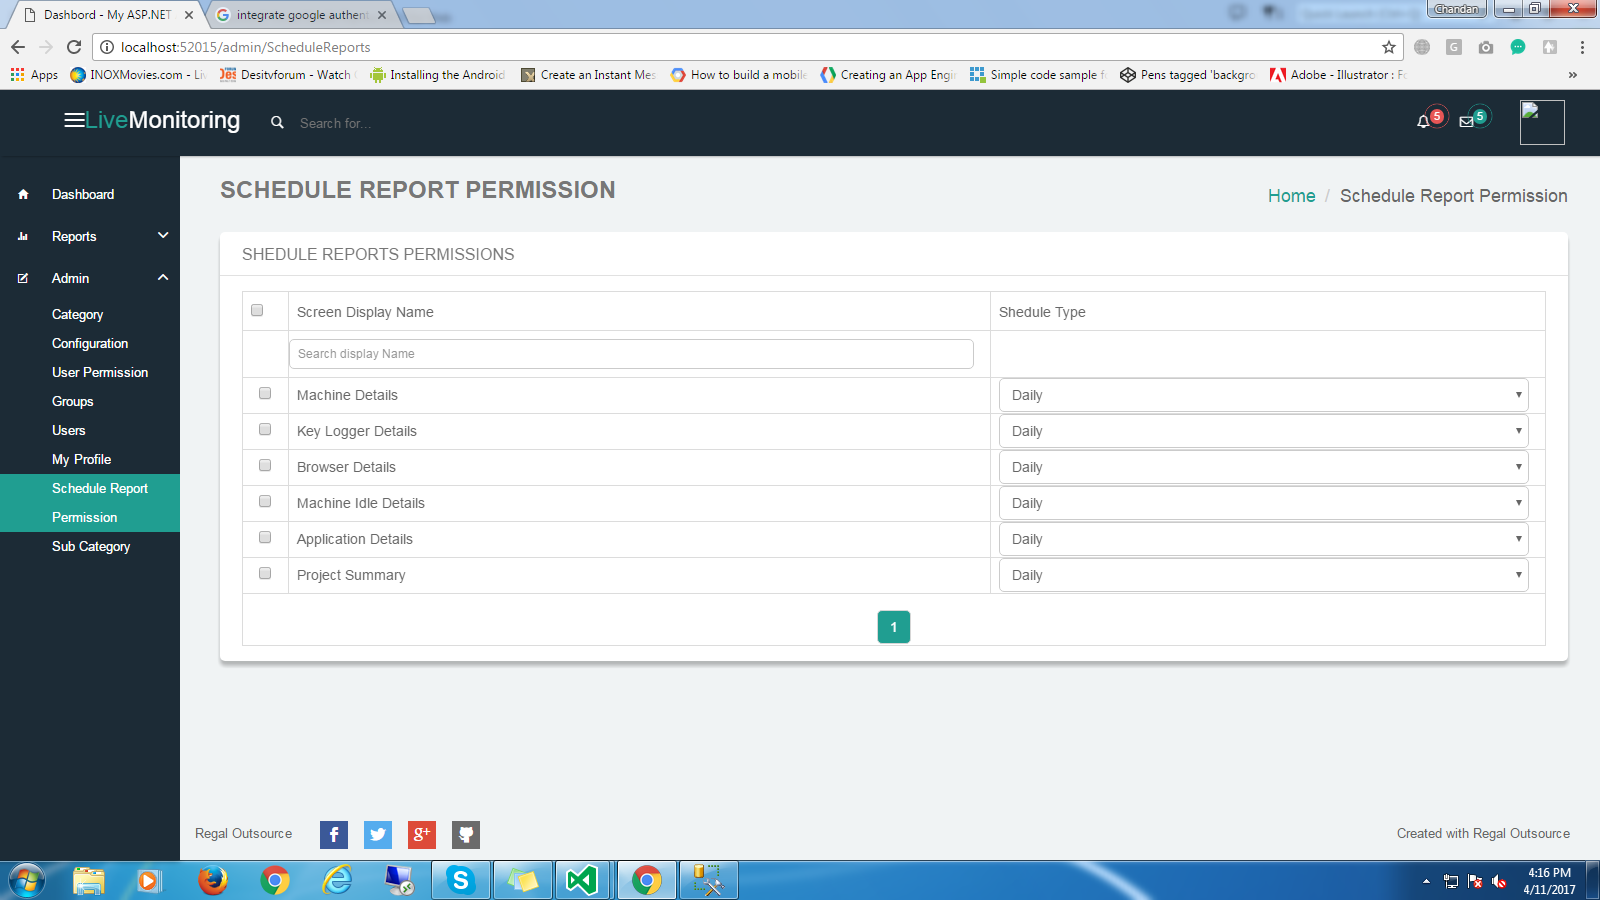 Dashbord - My ASP.NET
integrate google authent
Chandan
localhost:52015/admin/ScheduleReports
Apps
INOXMovies.com - Liv
Desitvforum - Watch
Installing the Android
Create an Instant Mes
How to build a mobile
Creating an App Engi
Simple code sample f
Pens tagged 'backgro
Adobe - Illustrator : Fo
LiveMonitoring
Search for...
5
5
Dashboard
Reports
Admin
Category
Configuration
User Permission
Groups
Users
My Profile
Schedule Report
Permission
Sub Category
SCHEDULE REPORT PERMISSION
Home / Schedule Report Permission
SHEDULE REPORTS PERMISSIONS
Screen Display Name Shedule Type
Search display Name
Machine Details Daily
Key Logger Details Daily
Browser Details Daily
Machine Idle Details Daily
Application Details Daily
Project Summary Daily
1
Regal Outsource
Created with Regal Outsource
4:16 PM
4/11/2017